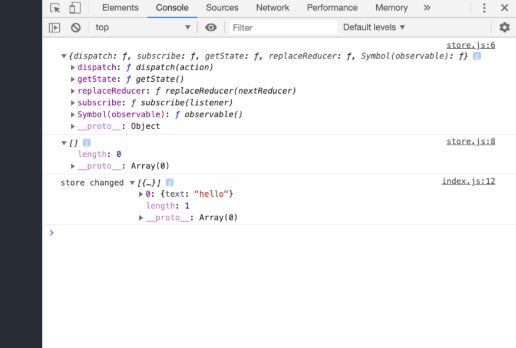 Elements Console Sources Network Performance Memory »
top Filter Default levels
store.js:6
{dispatch: ƒ, subscribe: ƒ, getState: ƒ, replaceReducer: ƒ, Symbol(observable): ƒ}
dispatch: ƒ dispatch(action)
getState: ƒ getState()
replaceReducer: ƒ replaceReducer(nextReducer)
subscribe: ƒ subscribe(listener)
Symbol(observable): ƒ observable()
__proto__: Object
[] store.js:8
length: 0
__proto__: Array(0)
store changed [{…}] index.js:12
0: {text: "hello"}
length: 1
__proto__: Array(0)